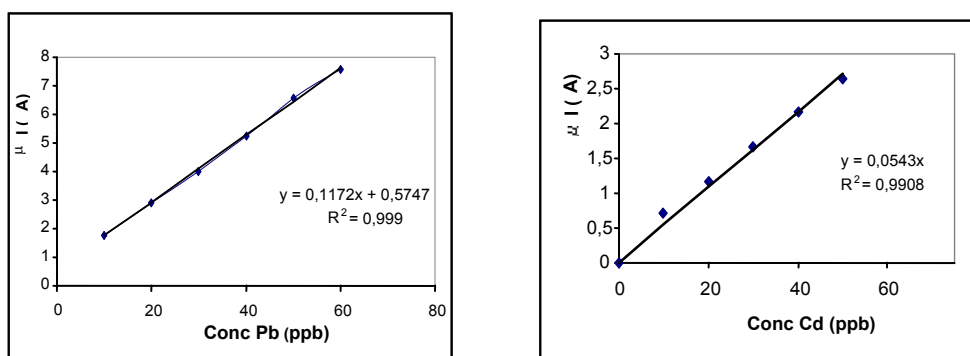 8
7
6
5
4
3
2
1
0
0 20 40 60 80
μ I ( A)
Conc Pb (ppb)
y = 0,1172x + 0,5747
R² = 0,999
3
2,5
2
1,5
1
0,5
0
0 20 40 60
μ I ( A)
Conc Cd (ppb)
y = 0,0543x
R² = 0,9908